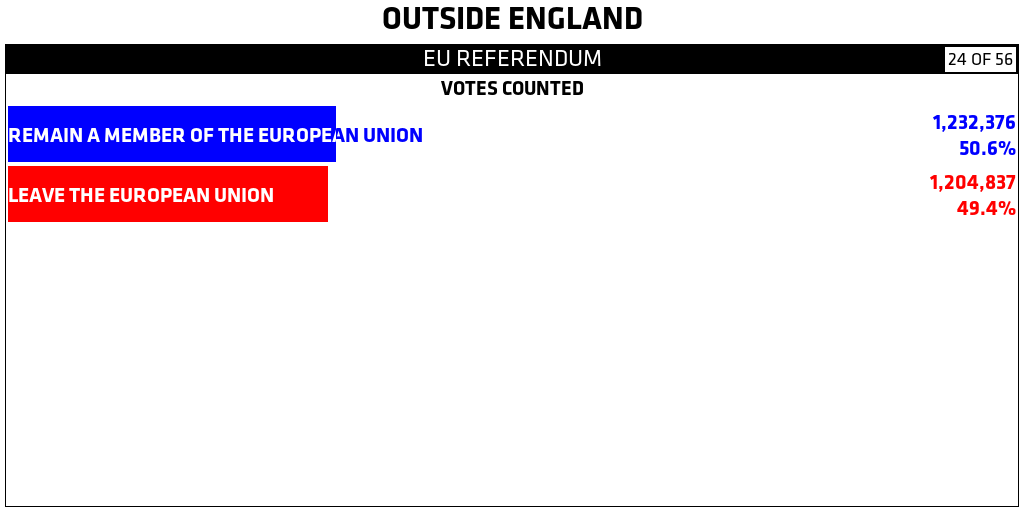 OUTSIDE ENGLAND
EU REFERENDUM
24 OF 56
VOTES COUNTED
REMAIN A MEMBER OF THE EUROPEAN UNION
1,232,376
50.6%
LEAVE THE EUROPEAN UNION
1,204,837
49.4%